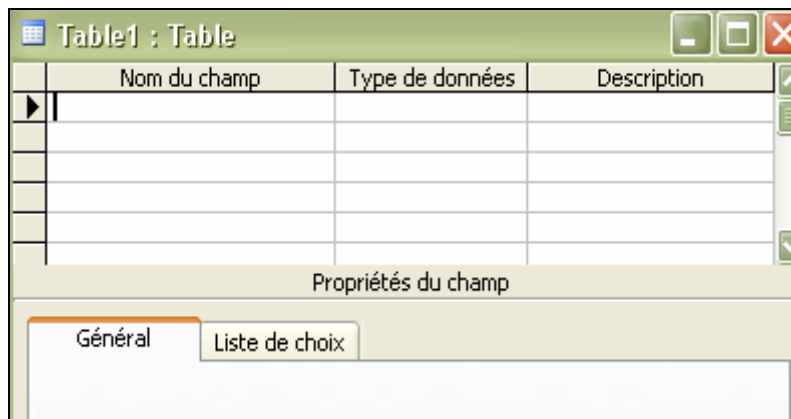 Table1 : Table
Nom du champ Type de données Description
Propriétés du champ
Général Liste de choix